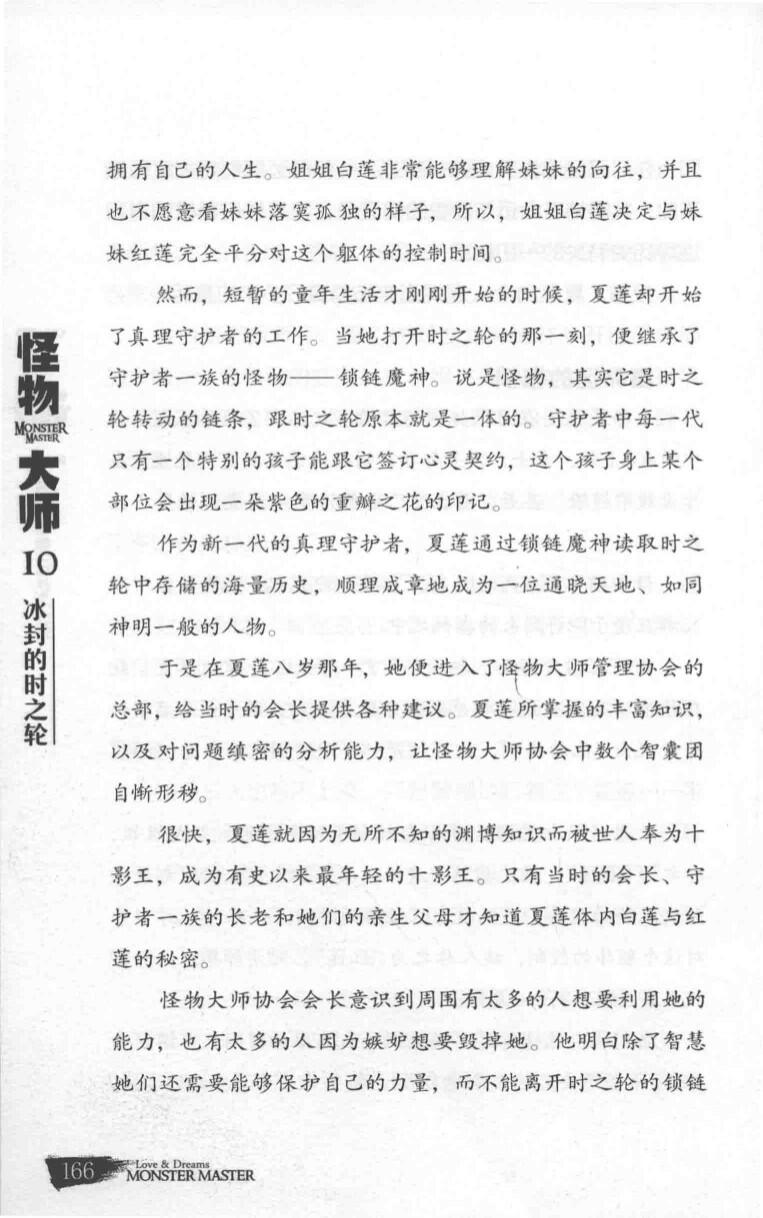 拥有自己的人生。姐姐白莲非常能够理解妹妹的向往，并且
也不愿意看妹妹落寞孤独的样子，所以，姐姐白莲决定与妹
妹红莲完全平分对这个躯体的控制时间。
然而，短暂的童年生活才刚刚开始的时候，夏莲却开始
了真理守护者的工作。当她打开时之轮的那一刻，便继承了
守护者一族的怪物——锁链魔神。说是怪物，其实它是时之
轮转动的链条，跟时之轮原本就是一体的。守护者中每一代
只有一个特别的孩子能跟它签订心灵契约，这个孩子身上某个
部位会出现一朵紫色的重瓣之花的印记。
作为新一代的真理守护者，夏莲通过锁链魔神读取时之
轮中存储的海量历史，顺理成章地成为一位通晓天地、如同
神明一般的人物。
于是在夏莲八岁那年，她便进入了怪物大师管理协会的
总部，给当时的会长提供各种建议。夏莲所掌握的丰富知识，
以及对问题缜密的分析能力，让怪物大师协会中数个智囊团
自惭形秽。
很快，夏莲就因为无所不知的渊博知识而被世人奉为十
影王，成为有史以来最年轻的十影王。只有当时的会长、守
护者一族的长老和她们的亲生父母才知道夏莲体内白莲与红
莲的秘密。
怪物大师协会会长意识到周围有太多的人想要利用她的
能力，也有太多的人因为嫉妒想要毁掉她。他明白除了智慧
她们还需要能够保护自己的力量，而不能离开时之轮的锁链
怪物
MONSTER
MASTER
大师
10
冰封的时之轮
166
Love & Dreams
MONSTER MASTER